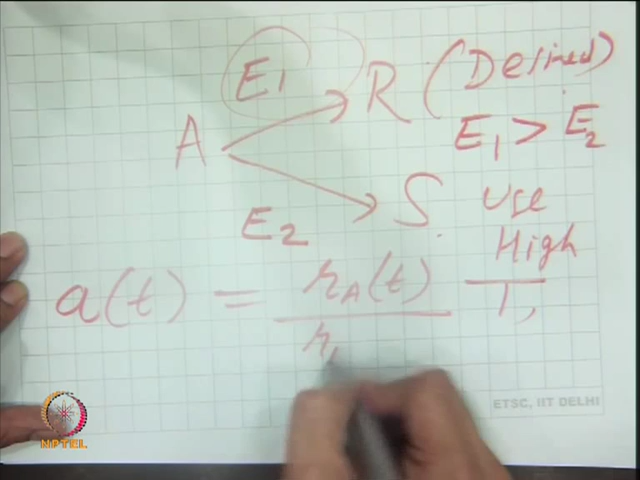 E1
A R (Desired)
E1 > E2
S Use
E2 High
T,
a(t) = rA(t)
r
ETSC, IIT DELHI
NPTEL